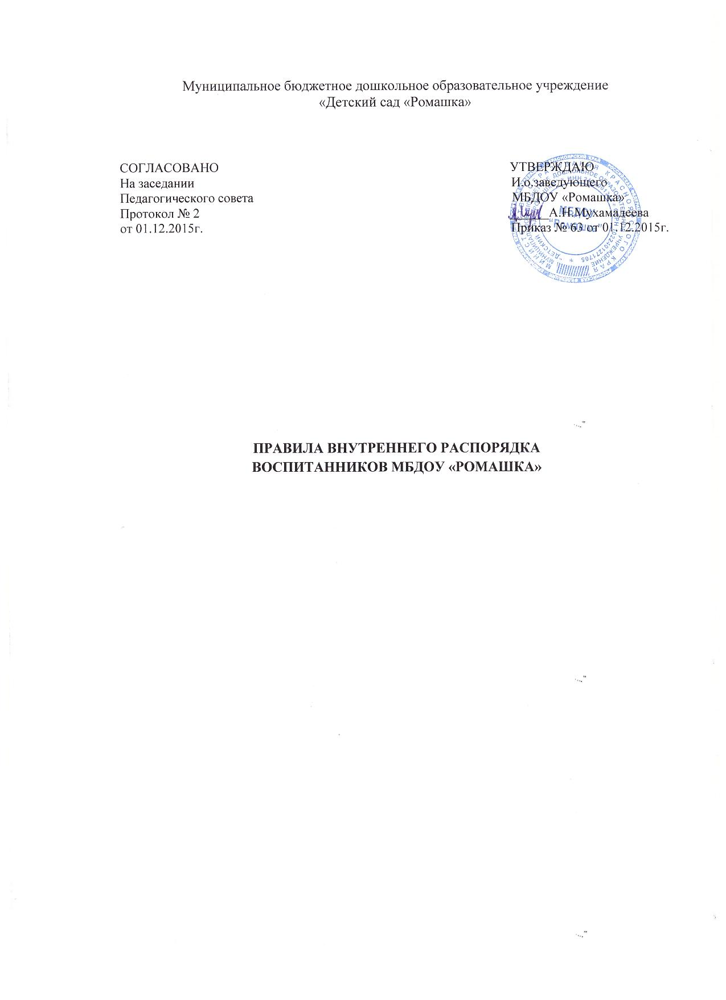 Муниципальное бюджетное дошкольное образовательное учреждение
«Детский сад «Ромашка»
СОГЛАСОВАНО
На заседании
Педагогического совета
Протокол № 2
от 01.12.2015г.
УТВЕРЖДАЮ
И.о.заведующего
МБДОУ «Ромашка»
А.Н.Мухамадеева
Приказ № 63 от 01.12.2015г.
МБДОУ
“Ромашка”
ПРАВИЛА ВНУТРЕННЕГО РАСПОРЯДКА
ВОСПИТАННИКОВ МБДОУ «РОМАШКА»